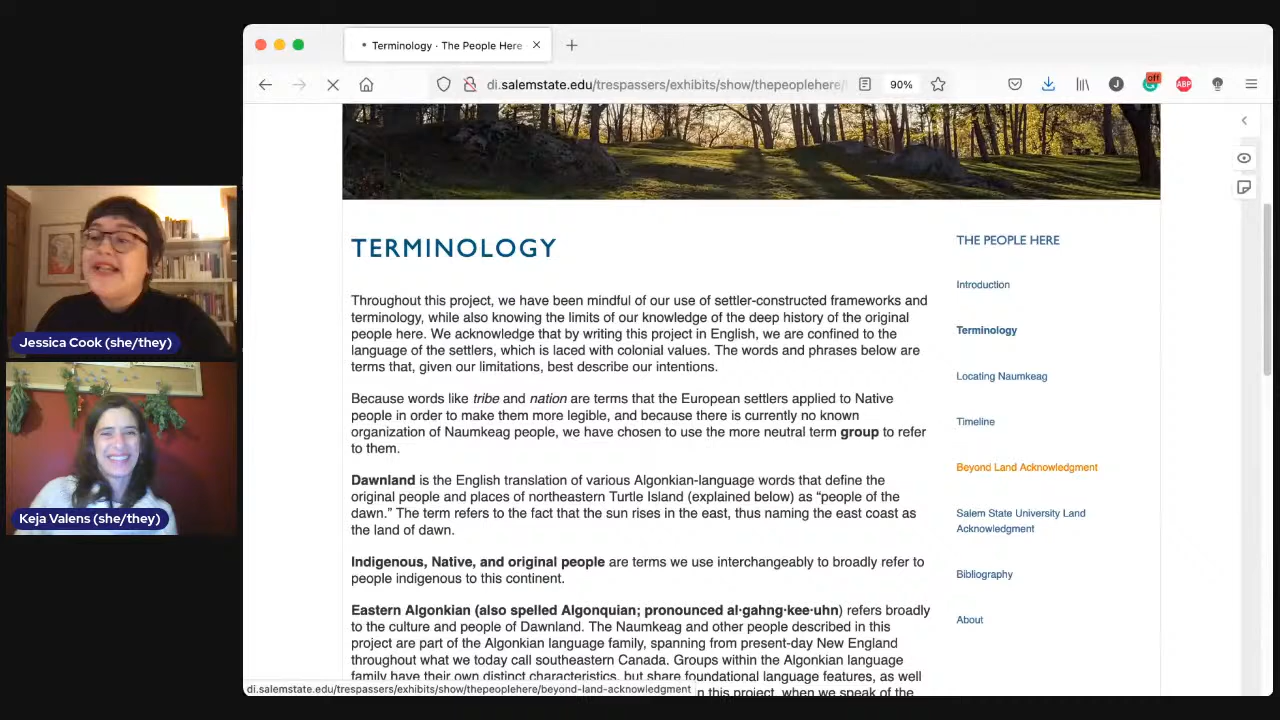 Terminology · The People Here
di.salemstate.edu/trespassers/exhibits/show/thepeoplehere/
90%
J
off
ABP
TERMINOLOGY
Throughout this project, we have been mindful of our use of settler-constructed frameworks and
terminology, while also knowing the limits of our knowledge of the deep history of the original
people here. We acknowledge that by writing this project in English, we are confined to the
language of the settlers, which is laced with colonial values. The words and phrases below are
terms that, given our limitations, best describe our intentions.
Because words like tribe and nation are terms that the European settlers applied to Native
people in order to make them more legible, and because there is currently no known
organization of Naumkeag people, we have chosen to use the more neutral term group to refer
to them.
Dawnland is the English translation of various Algonkian-language words that define the
original people and places of northeastern Turtle Island (explained below) as “people of the
dawn.” The term refers to the fact that the sun rises in the east, thus naming the east coast as
the land of dawn.
Indigenous, Native, and original people are terms we use interchangeably to broadly refer to
people indigenous to this continent.
Eastern Algonkian (also spelled Algonquian; pronounced al·gahng·kee·uhn) refers broadly
to the culture and people of Dawnland. The Naumkeag and other people described in this
project are part of the Algonkian language family, spanning from present-day New England
throughout what we today call southeastern Canada. Groups within the Algonkian language
family have their own distinct characteristics, but share foundational language features, as well
n this project, when we speak of the
THE PEOPLE HERE
Introduction
Terminology
Locating Naumkeag
Timeline
Beyond Land Acknowledgment
Salem State University Land
Acknowledgment
Bibliography
About
di.salemstate.edu/trespassers/exhibits/show/thepeoplehere/beyond-land-acknowledgment
Jessica Cook (she/they)
Keja Valens (she/they)